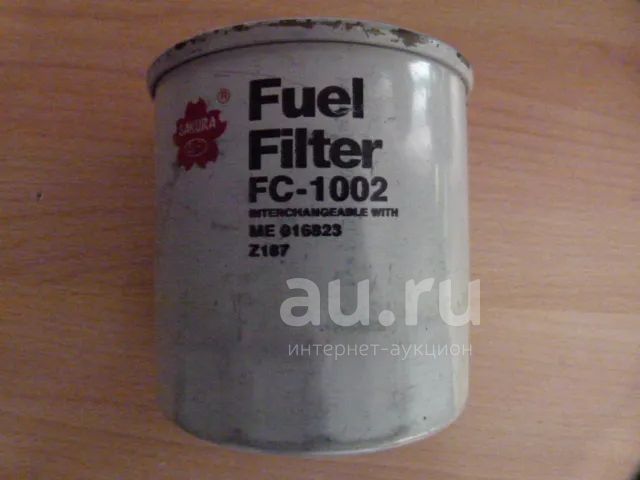 SAKURA
®
Fuel
Filter
FC-1002
INTERCHANGEABLE WITH
ME 016823
Z187
au.ru
интернет-аукцион